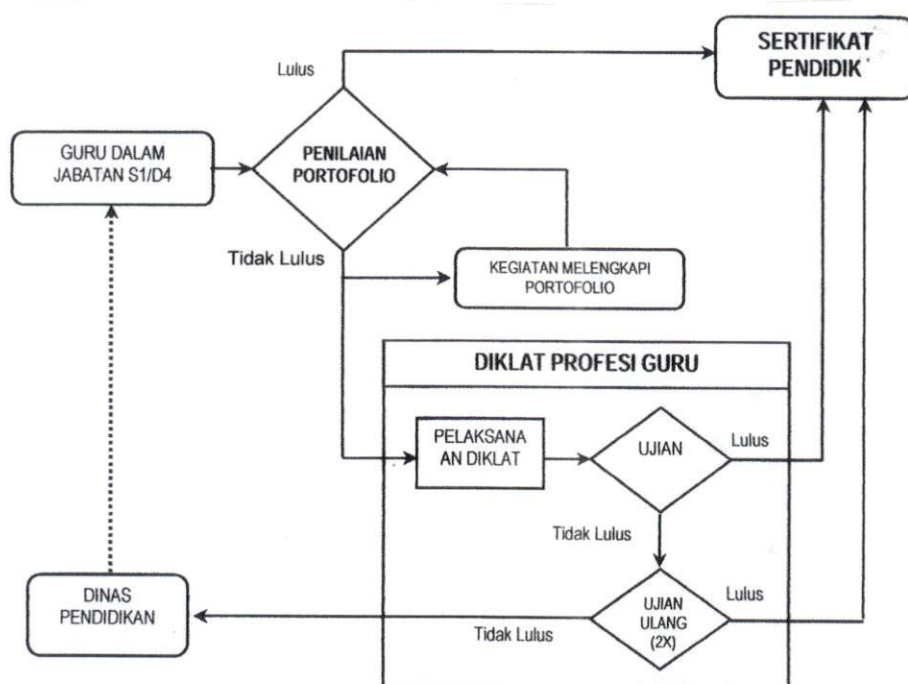 Lulus
SERTIFIKAT
PENDIDIK
GURU DALAM
JABATAN S1/D4
PENILAIAN
PORTOFOLIO
Tidak Lulus
KEGIATAN MELENGKAPI
PORTOFOLIO
DIKLAT PROFESI GURU
PELAKSANA
AN DIKLAT
UJIAN
Lulus
Tidak Lulus
DINAS
PENDIDIKAN
Tidak Lulus
UJIAN
ULANG
(2X)
Lulus